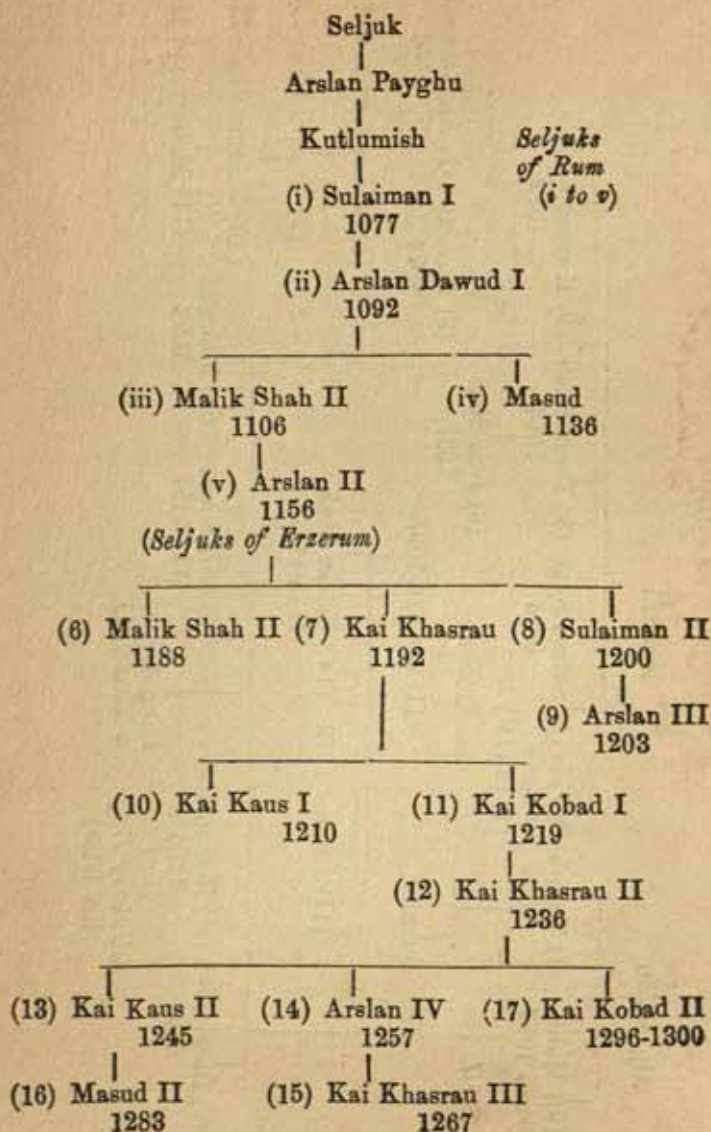 Seljuk
Arslan Payghu
Kutlumish
Seljuks
of Rum
(i to v)
(i) Sulaiman I
1077
(ii) Arslan Dawud I
1092
(iii) Malik Shah II (iv) Masud
1106 1136
(v) Arslan II
1156
(Seljuks of Erzerum)
(6) Malik Shah II (7) Kai Khasrau (8) Sulaiman II
1188 1192 1200
(9) Arslan III
1203
(10) Kai Kaus I (11) Kai Kobad I
1210 1219
(12) Kai Khasrau II
1236
(13) Kai Kaus II (14) Arslan IV (17) Kai Kobad II
1245 1257 1296-1300
(16) Masud II (15) Kai Khasrau III
1283 1267